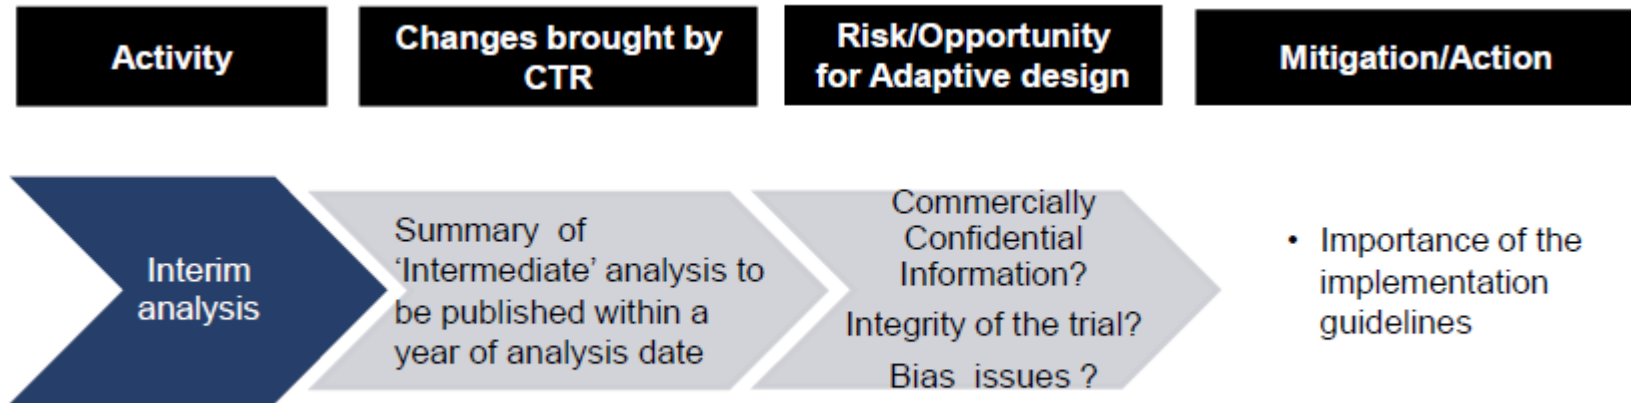 Activity
Changes brought by
CTR
Risk/Opportunity
for Adaptive design
Mitigation/Action
Interim
analysis
Summary of
‘Intermediate’ analysis to
be published within a
year of analysis date
Commercially
Confidential
Information?
Integrity of the trial?
Bias issues ?
• Importance of the
implementation
guidelines